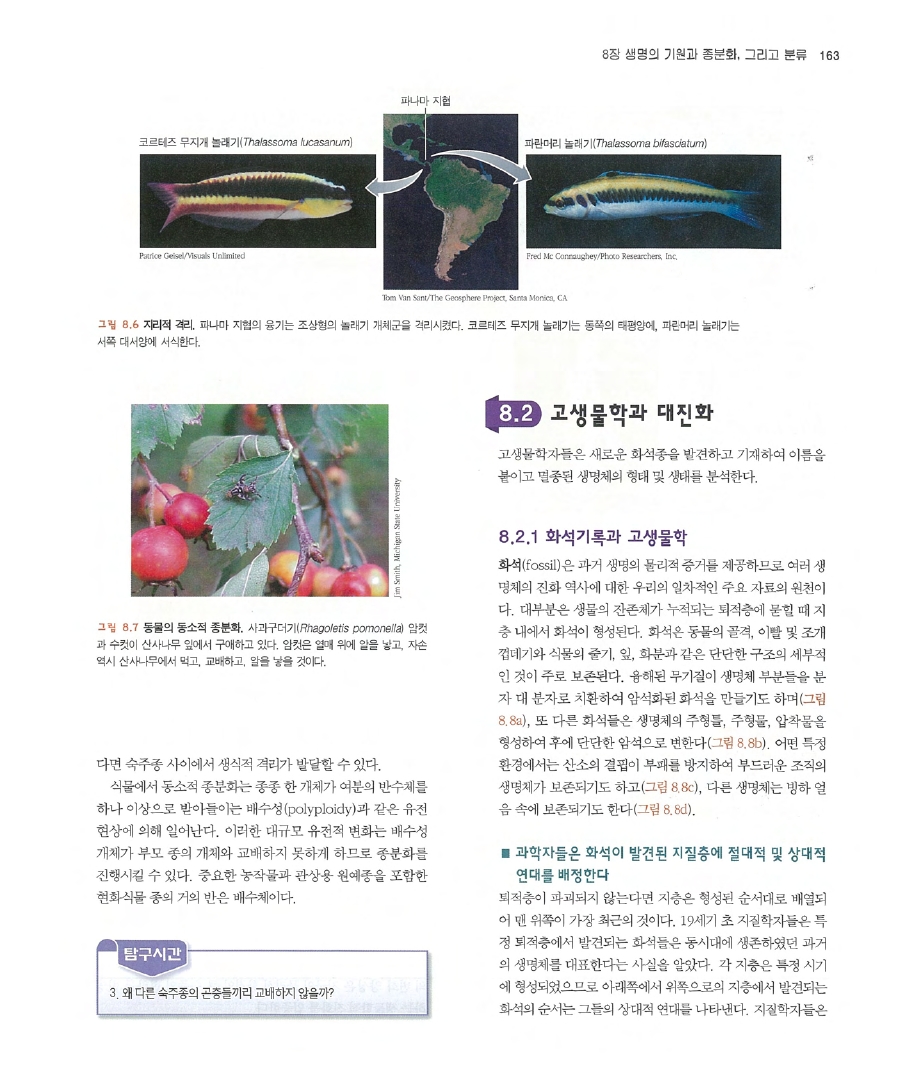 8장 생명의 기원과 종분화, 그리고 분류 163
파나마 지협
코르테즈 무지개 놀래기(Thalassoma lucasanum)
파란머리 놀래기(Thalassoma bifasciatum)
Patrice Geisel/Visuals Unlimited
Fred Mc Connaughey/Photo Researchers, Inc.
Tom Van Sant/The Geosphere Project, Santa Monica, CA
그림 8.6 지리적 격리. 파나마 지협의 융기는 조상형의 놀래기 개체군을 격리시켰다. 코르테즈 무지개 놀래기는 동쪽의 태평양에, 파란머리 놀래기는
서쪽 대서양에 서식한다.
Jim Smith, Michigan State University
그림 8.7 동물의 동소적 종분화. 사과구더기(Rhagoletis pomonella) 암컷
과 수컷이 산사나무 잎에서 구애하고 있다. 암컷은 열매 위에 알을 낳고, 자손
역시 산사나무에서 먹고, 교배하고, 알을 낳을 것이다.
다면 숙주종 사이에서 생식적 격리가 발달할 수 있다.
식물에서 동소적 종분화는 종종 한 개체가 여분의 반수체를
하나 이상으로 받아들이는 배수성(polyploidy)과 같은 유전
현상에 의해 일어난다. 이러한 대규모 유전적 변화는 배수성
개체가 부모 종의 개체와 교배하지 못하게 하므로 종분화를
진행시킬 수 있다. 중요한 농작물과 관상용 원예종을 포함한
현화식물 종의 거의 반은 배수체이다.
탐구시간
3. 왜 다른 숙주종의 곤충들끼리 교배하지 않을까?
8.2 고생물학과 대진화
고생물학자들은 새로운 화석종을 발견하고 기재하여 이름을
붙이고 멸종된 생명체의 형태 및 생태를 분석한다.
8.2.1 화석기록과 고생물학
화석(fossil)은 과거 생명의 물리적 증거를 제공하므로 여러 생
명체의 진화 역사에 대한 우리의 일차적인 주요 자료의 원천이
다. 대부분은 생물의 잔존체가 누적되는 퇴적층에 묻힐 때 지
층 내에서 화석이 형성된다. 화석은 동물의 골격, 이빨 및 조개
껍데기와 식물의 줄기, 잎, 화분과 같은 단단한 구조의 세부적
인 것이 주로 보존된다. 용해된 무기질이 생명체 부분들을 분
자 대 분자로 치환하여 암석화된 화석을 만들기도 하며(그림
8.8a), 또 다른 화석들은 생명체의 주형틀, 주형물, 압착물을
형성하여 후에 단단한 암석으로 변한다(그림 8.8b). 어떤 특정
환경에서는 산소의 결핍이 부패를 방지하여 부드러운 조직의
생명체가 보존되기도 하고(그림 8.8c), 다른 생명체는 빙하 얼
음 속에 보존되기도 한다(그림 8.8d).
■ 과학자들은 화석이 발견된 지질층에 절대적 및 상대적
연대를 배정한다
퇴적층이 파괴되지 않는다면 지층은 형성된 순서대로 배열되
어 맨 위쪽이 가장 최근의 것이다. 19세기 초 지질학자들은 특
정 퇴적층에서 발견되는 화석들은 동시대에 생존하였던 과거
의 생명체를 대표한다는 사실을 알았다. 각 지층은 특정 시기
에 형성되었으므로 아래쪽에서 위쪽으로의 지층에서 발견되는
화석의 순서는 그들의 상대적 연대를 나타낸다. 지질학자들은